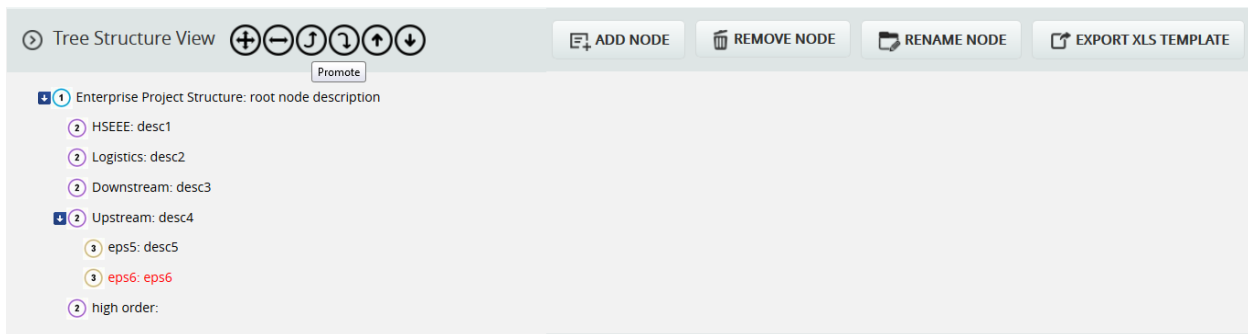 Tree Structure View
ADD NODE
REMOVE NODE
RENAME NODE
EXPORT XLS TEMPLATE
Promote
1 Enterprise Project Structure: root node description
2 HSEEE: desc1
2 Logistics: desc2
2 Downstream: desc3
2 Upstream: desc4
3 eps5: desc5
3 eps6: eps6
2 high order: